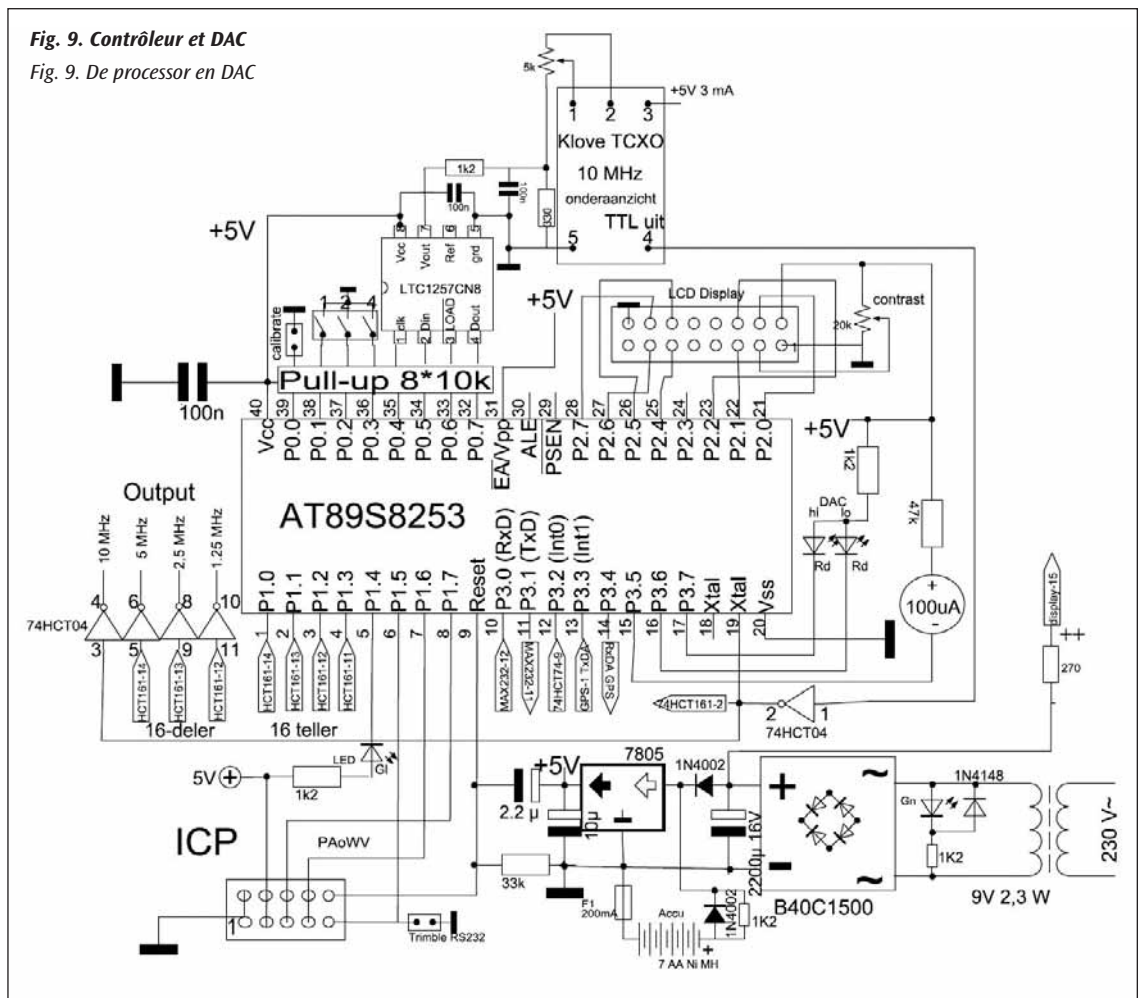 Fig. 9. Contrôleur et DAC
Fig. 9. De processor en DAC
5k
+5V 3 mA
1 2 3
Klove TCXO
10 MHz
onderaanzicht
TTL uit
5 4
1k2
100n
100n
330
+5V
8 7 6 5
Vcc Vout Ref grd
LTC1257CN8
clk Din LOAD Dout
1 2 3 4
+5V
LCD Display
1
contrast
20k
calibrate
1 2 4
Pull-up 8*10k
100n
40 39 38 37 36 35 34 33 32 31 30 29 28 27 26 25 24 23 22 21
Vcc P0.0 P0.1 P0.2 P0.3 P0.4 P0.5 P0.6 P0.7 EA/Vpp ALE PSEN P2.7 P2.6 P2.5 P2.4 P2.3 P2.2 P2.1 P2.0
+5V
1K2
DAC
hi lo
Rd Rd
47k
+
100uA
-
display-15
++
270
Output
10 MHz 5 MHz 2,5 MHz 1.25 MHz
AT89S8253
P1.0 P1.1 P1.2 P1.3 P1.4 P1.5 P1.6 P1.7 Reset P3.0 (RxD) P3.1 (TxD) P3.2 (Int0) P3.3 (Int1) P3.4 P3.5 P3.6 P3.7 Xtal Xtal Vss
4 6 8 10
74HCT04
3 5 9 11
1 2 3 4 5 6 7 8 9 10 11 12 13 14 15 16 17 18 19 20
HCT161-14 HCT161-13 HCT161-12
HCT161-14 HCT161-13 HCT161-12 HCT161-11
MAX232-12 MAX232-11 74HCT74-9 RxDA GPS
16-deler
16 teller
74HCT161-2
2 1
74HCT04
LED
Gl
5V
1k2
ICP
PAoWV
1
Trimble RS232
2.2 µ
+5V
10µ
7805
1N4002
33k
F1
200mA
Accu
+
7 AA Ni MH
1N4002
1K2
2200µ 16V
+
-
~
~
B40C1500
Gn
1N4148
1K2
9V 2,3 W
230 V~